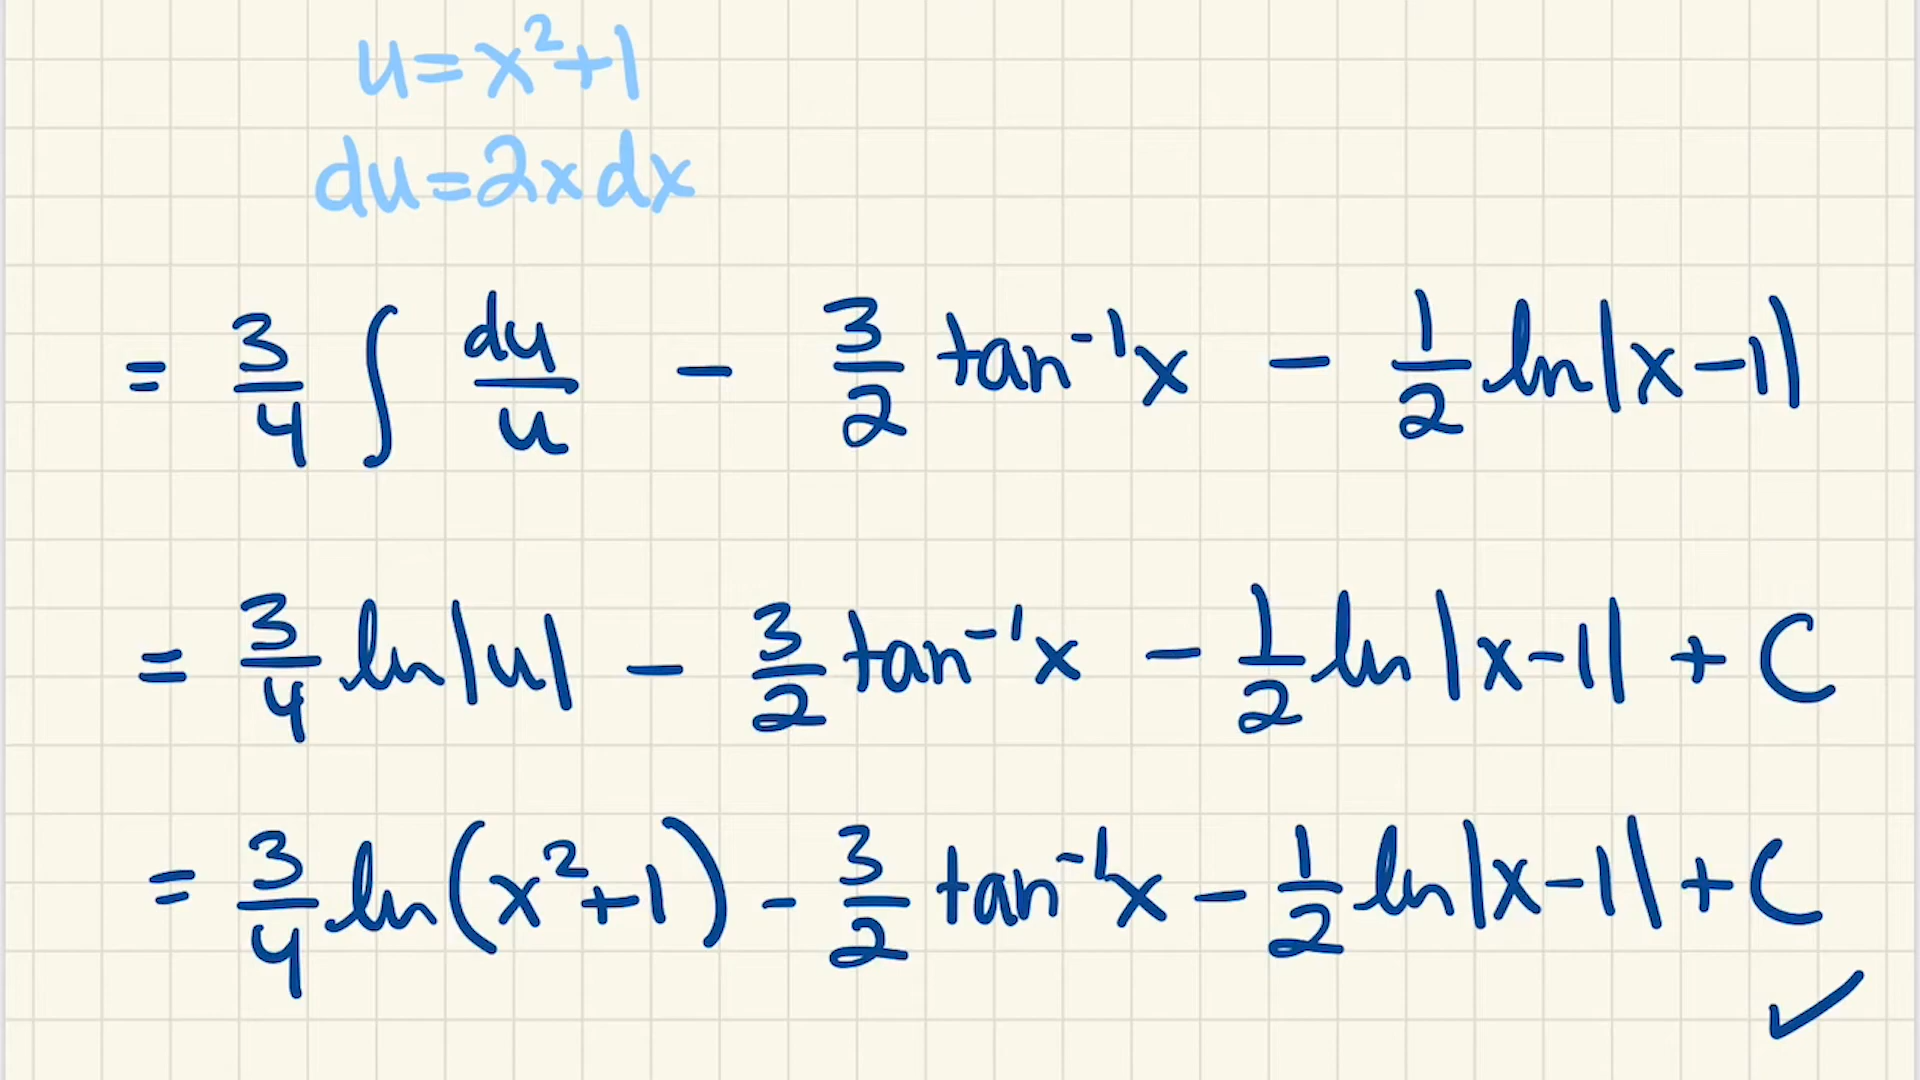 u=x²+1
du=2xdx
= 3/4 ∫ du/u - 3/2 tan⁻¹x - 1/2 ln|x-1|
= 3/4 ln|u| - 3/2 tan⁻¹x - 1/2 ln|x-1| + C
= 3/4 ln(x²+1) - 3/2 tan⁻¹x - 1/2 ln|x-1| + C